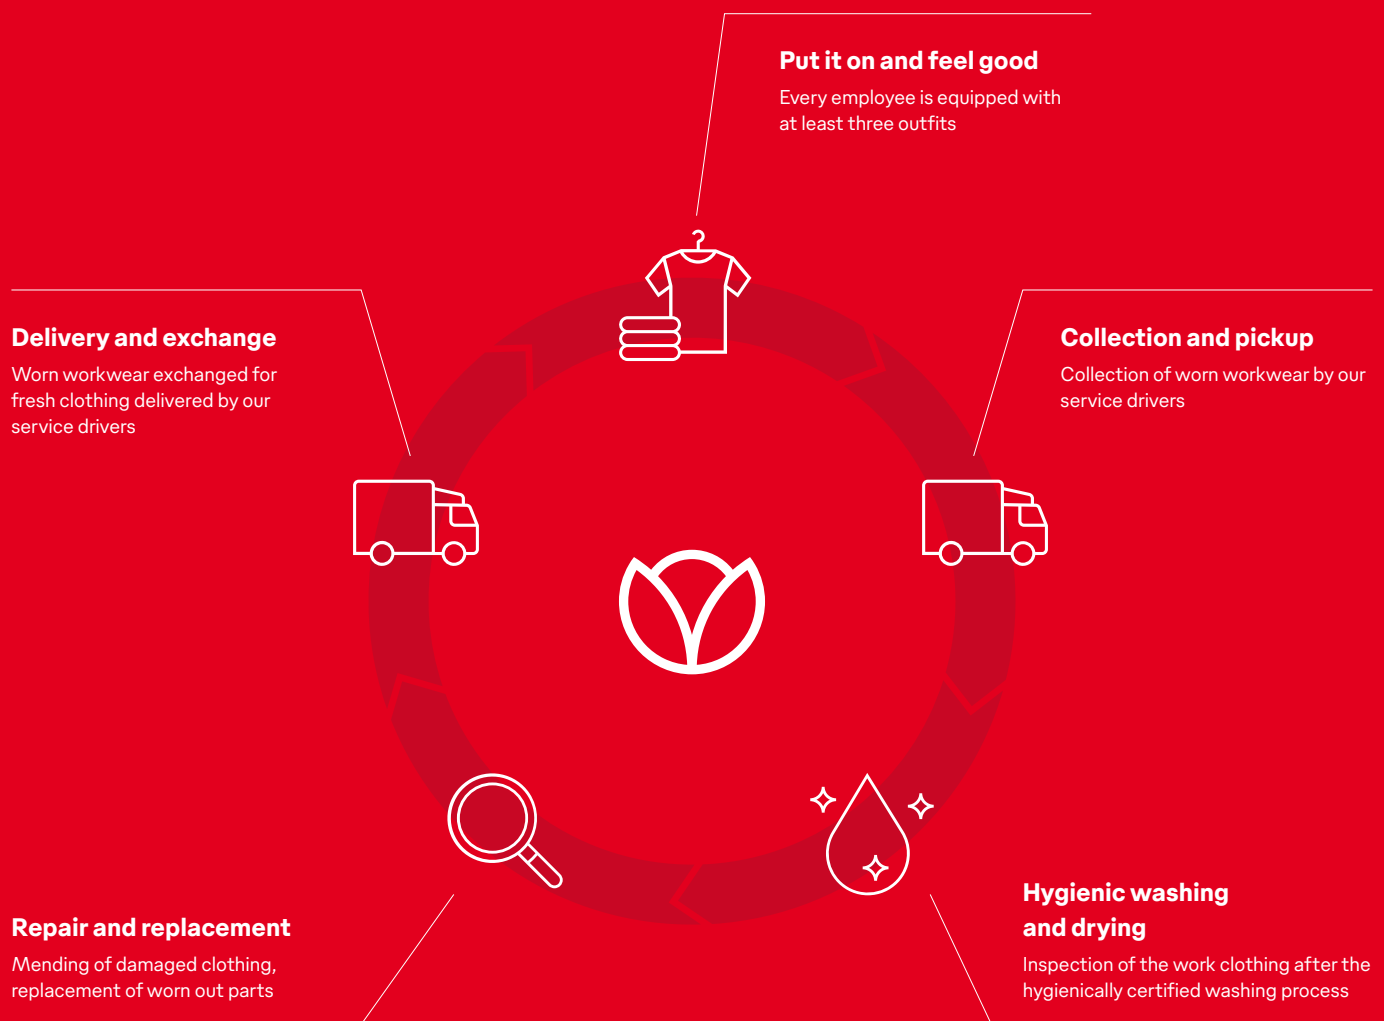 Put it on and feel good
Every employee is equipped with
at least three outfits
Delivery and exchange
Worn workwear exchanged for
fresh clothing delivered by our
service drivers
Collection and pickup
Collection of worn workwear by our
service drivers
Repair and replacement
Mending of damaged clothing,
replacement of worn out parts
Hygienic washing
and drying
Inspection of the work clothing after the
hygienically certified washing process